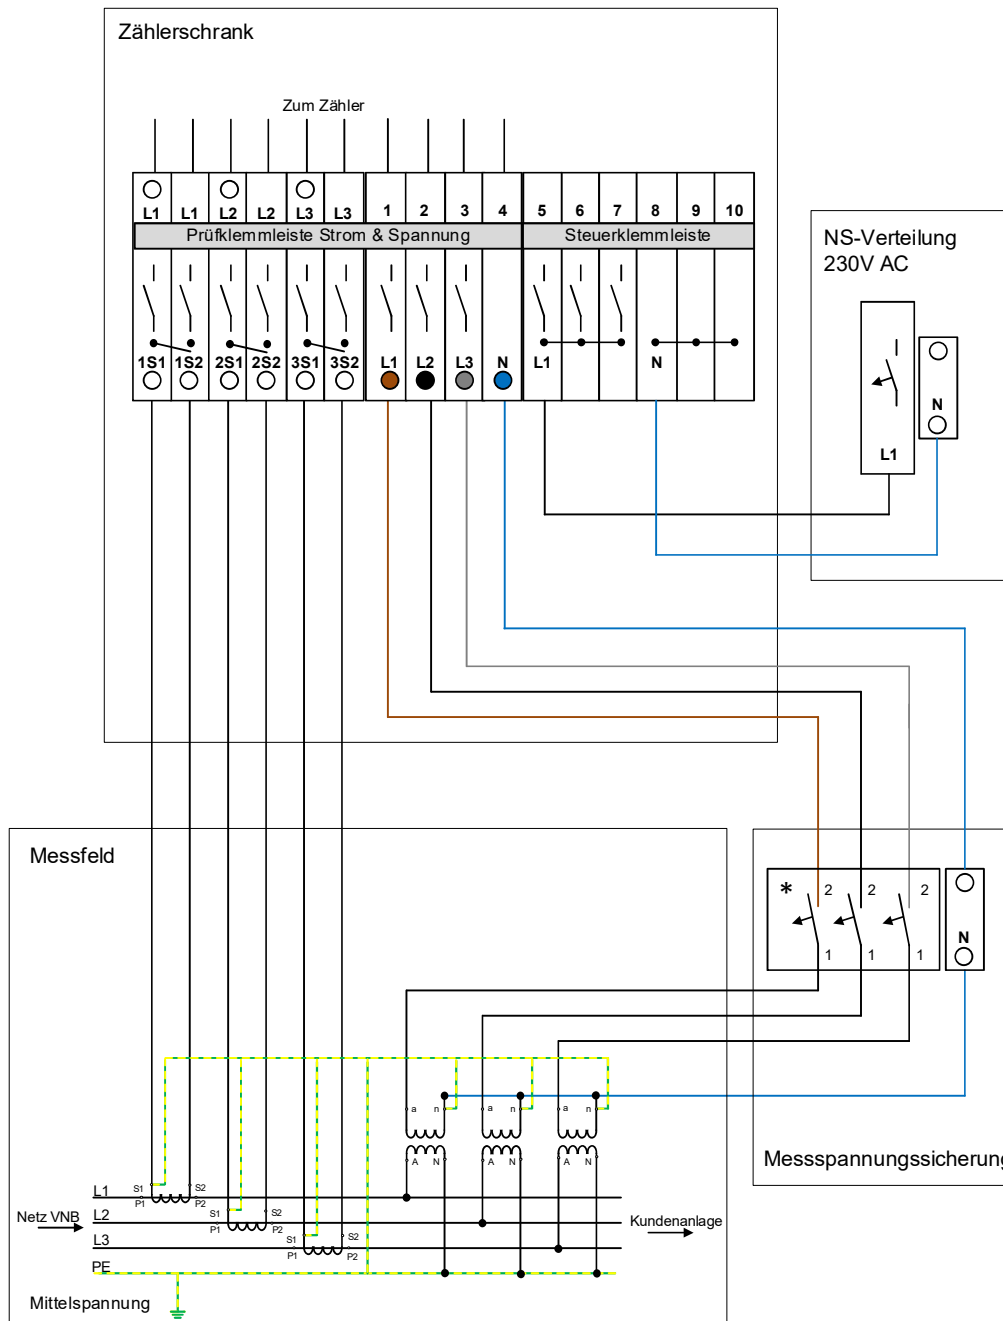 Zählerschrank
Zum Zähler
L1 L1 L2 L2 L3 L3 1 2 3 4 5 6 7 8 9 10
Prüfklemmleiste Strom & Spannung Steuerklemmleiste
1S1 1S2 2S1 2S2 3S1 3S2 L1 L2 L3 N L1 N
NS-Verteilung
230V AC
N
L1
Messfeld
* 2 2 2
N
1 1 1
a n a n a n
A N A N A N
Messspannungssicherung
L1 S1 S2
P1 P2
Netz VNB L2 S1 S2
P1 P2
Kundenanlage
L3 S1 S2
P1 P2
PE
Mittelspannung